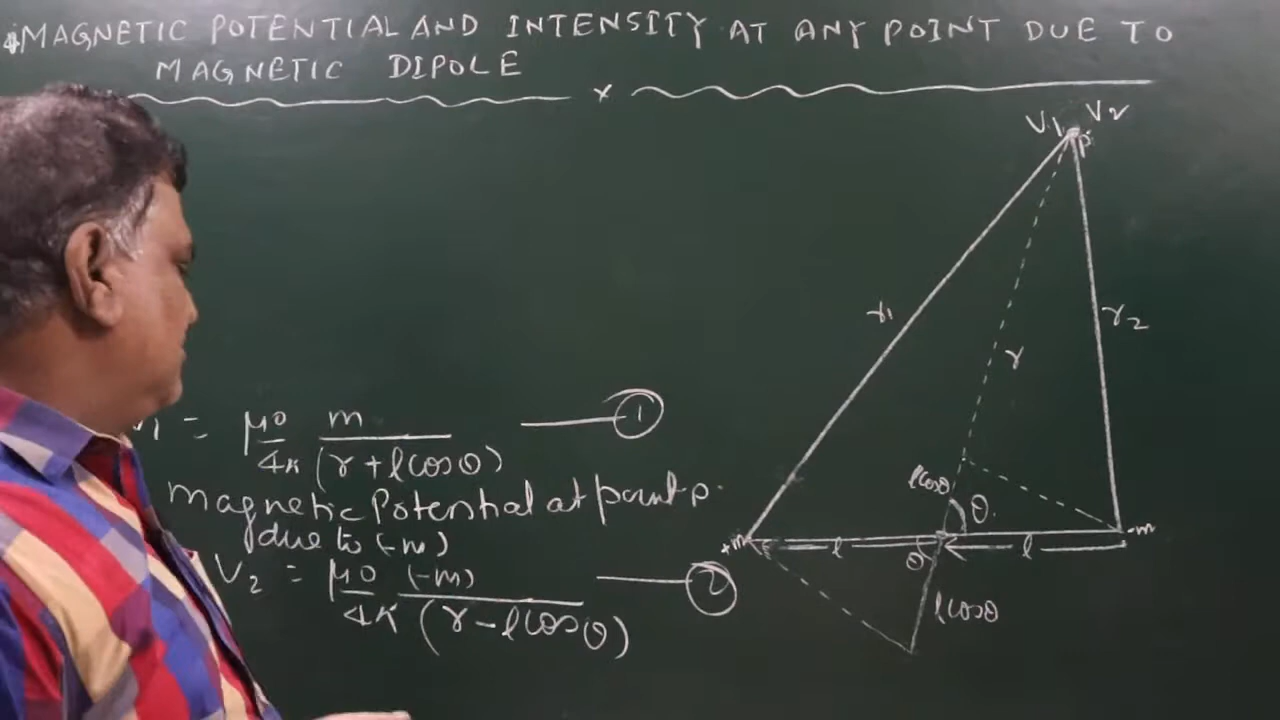 MAGNETIC POTENTIAL AND INTENSITY AT ANY POINT DUE TO
MAGNETIC DIPOLE
x
V1 V2
P
r1
r2
r
V1 = μ0 m
4π (r + lcosθ)
1
magnetic Potential at point p.
due to (-m)
V2 = μ0 (-m)
4π (r - lcosθ)
2
lcosθ
θ
+m
l
θ
l
-m
lcosθ